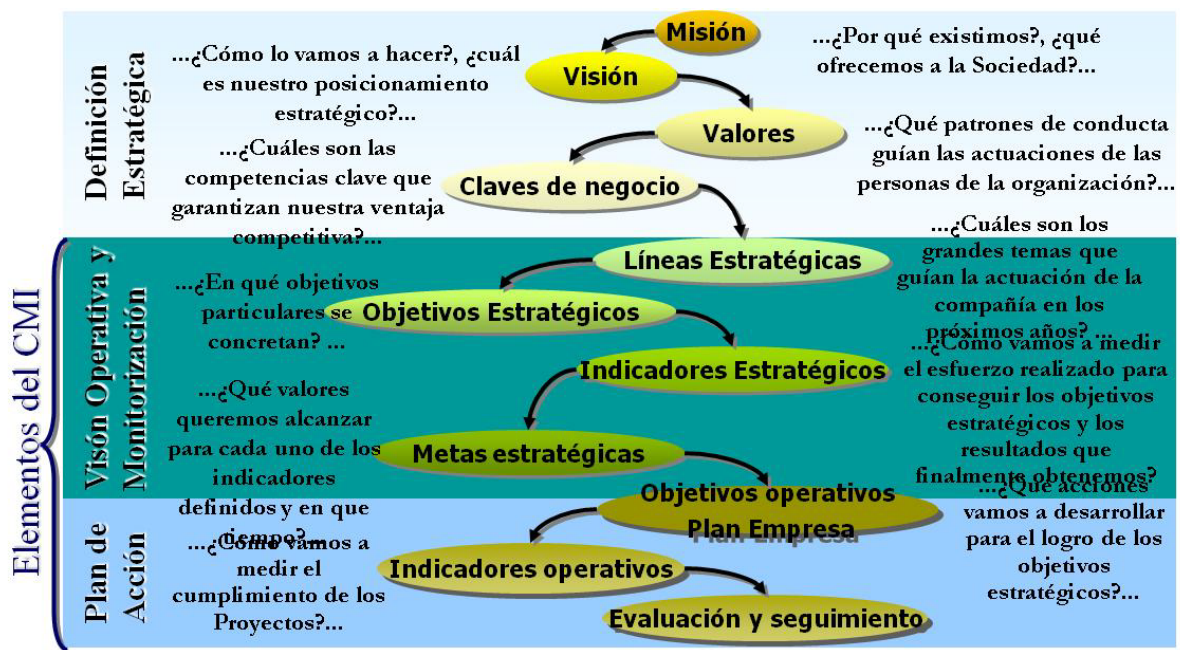 Elementos del CMI
Definición
Estratégica
Misión
...¿Por qué existimos?, ¿qué
ofrecemos a la Sociedad?...
...¿Cómo lo vamos a hacer?, ¿cuál
es nuestro posicionamiento
estratégico?...
Visión
Valores
...¿Qué patrones de conducta
guían las actuaciones de las
personas de la organización?...
...¿Cuáles son las
competencias clave que
garantizan nuestra ventaja
competitiva?...
Claves de negocio
Visón Operativa y
Monitorización
Líneas Estratégicas
...¿Cuáles son los
grandes temas que
guían la actuación de la
compañía en los
próximos años? ...
...¿En qué objetivos
particulares se
concretan? ...
Objetivos Estratégicos
Indicadores Estratégicos
...¿Cómo vamos a medir
el esfuerzo realizado para
conseguir los objetivos
estratégicos y los
resultados que
finalmente obtenemos?
...¿Qué valores
queremos alcanzar
para cada uno de los
indicadores
definidos y en que
tiempo?...
Metas estratégicas
Plan de
Acción
Objetivos operativos
Plan Empresa
...¿Qué acciones
vamos a desarrollar
para el logro de los
objetivos
estratégicos?...
...¿Cómo vamos a
medir el
cumplimiento de los
Proyectos?...
Indicadores operativos
Evaluación y seguimiento